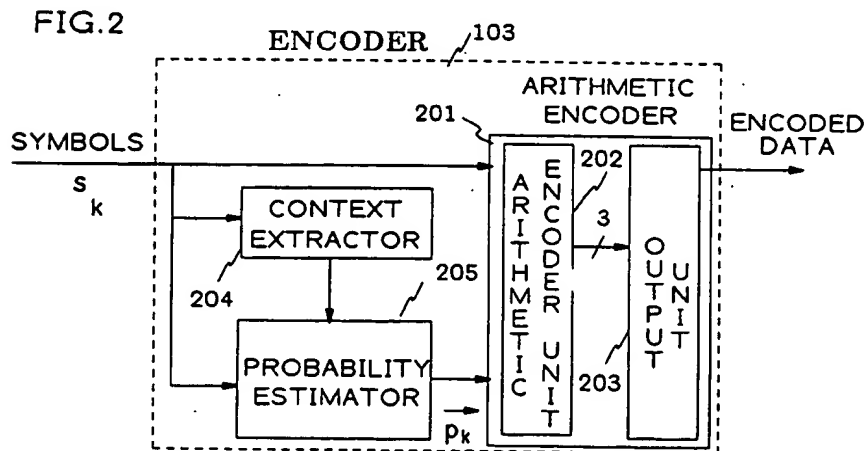 FIG.2
ENCODER
103
ARITHMETIC
ENCODER
201
SYMBOLS
s k
ENCODED
DATA
CONTEXT
EXTRACTOR
204
205
PROBABILITY
ESTIMATOR
p k
ARITHMETIC
ENCODER UNIT
202
3
OUTPUT
UNIT
203